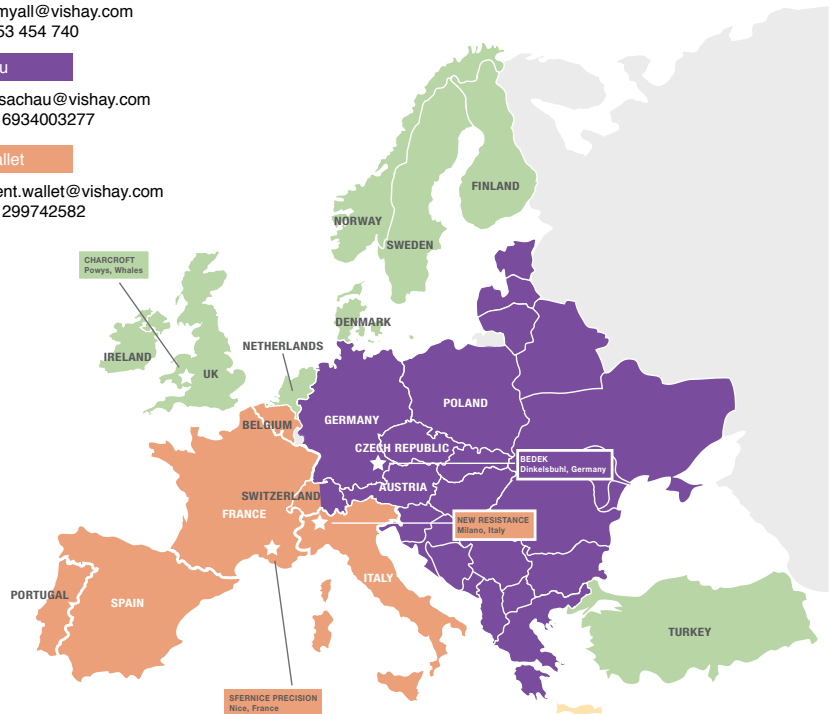 myall@vishay.com
53 454 740
sachau@vishay.com
6934003277
ent.wallet@vishay.com
299742582
FINLAND
NORWAY
SWEDEN
CHARCROFT
Powys, Whales
DENMARK
NETHERLANDS
IRELAND
UK
POLAND
GERMANY
BELGIUM
CZECH REPUBLIC
BEDEK
Dinkelsbuhl, Germany
AUSTRIA
SWITZERLAND
FRANCE
NEW RESISTANCE
Milano, Italy
ITALY
PORTUGAL
SPAIN
TURKEY
SFERNICE PRECISION
Nice, France